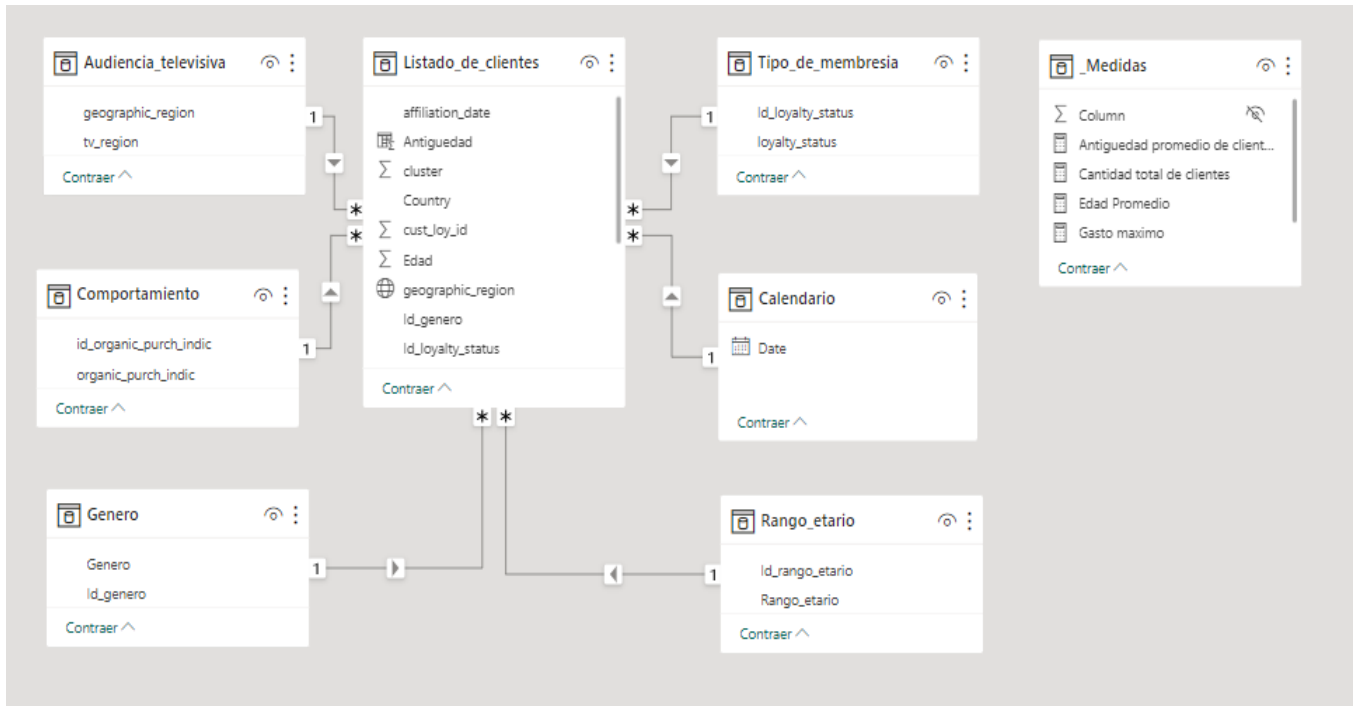 Audiencia_televisiva
geographic_region
tv_region
Contraer
Listado_de_clientes
affiliation_date
Antiguedad
cluster
Country
cust_loy_id
Edad
geographic_region
Id_genero
Id_loyalty_status
Contraer
Tipo_de_membresia
Id_loyalty_status
loyalty_status
Contraer
_Medidas
Column
Antiguedad promedio de client...
Cantidad total de clientes
Edad Promedio
Gasto maximo
Contraer
1
*
1
*
Comportamiento
id_organic_purch_indic
organic_purch_indic
Contraer
1
*
Calendario
Date
Contraer
1
*
* *
Genero
Genero
Id_genero
Contraer
1
Rango_etario
Id_rango_etario
Rango_etario
Contraer
1